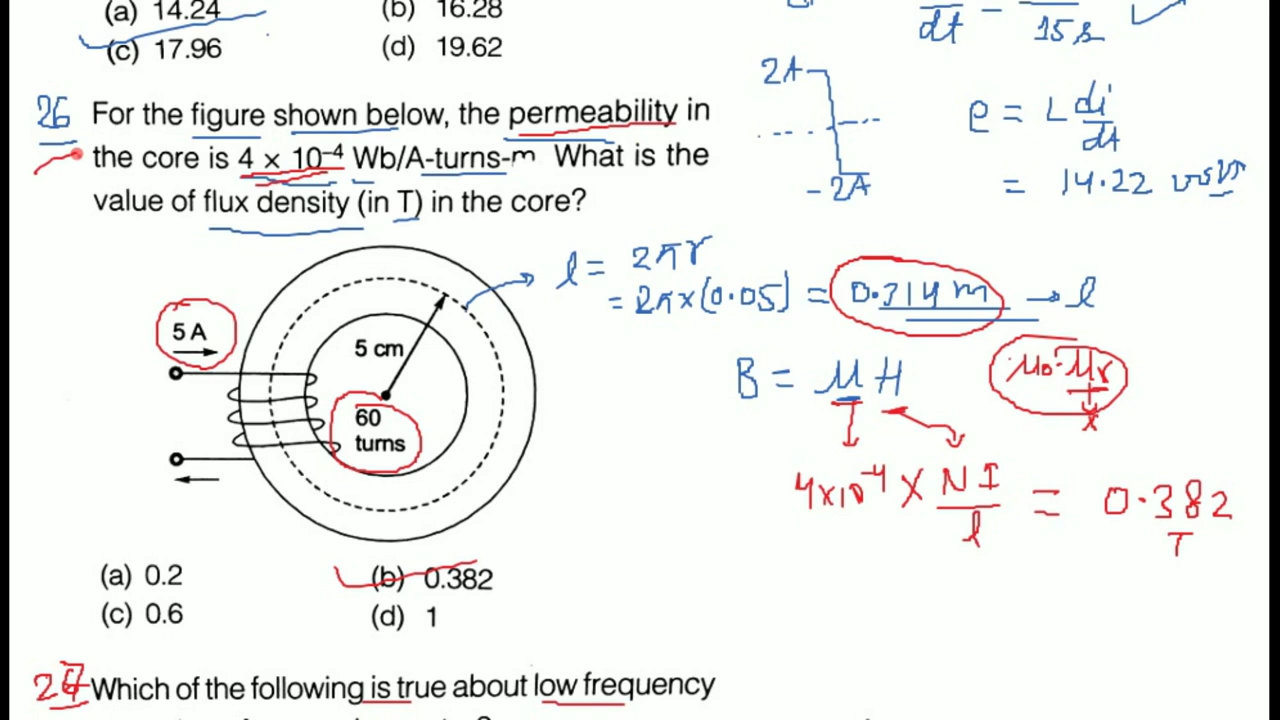 (a) 14.24 (b) 16.28
(c) 17.96 (d) 19.62
dt = 15s
26 For the figure shown below, the permeability in
the core is 4 × 10⁻⁴ Wb/A-turns-m What is the
value of flux density (in T) in the core?
2A
-2A
e = L di/dt
= 14.22 volt
5 A
5 cm
60
turns
l = 2πr
= 2π×(0.05) = 0.314 m → l
B = μH
μ₀·μr
x
4×10⁻⁴ × NI/l = 0.382
T
(a) 0.2 (b) 0.382
(c) 0.6 (d) 1
27 Which of the following is true about low frequency